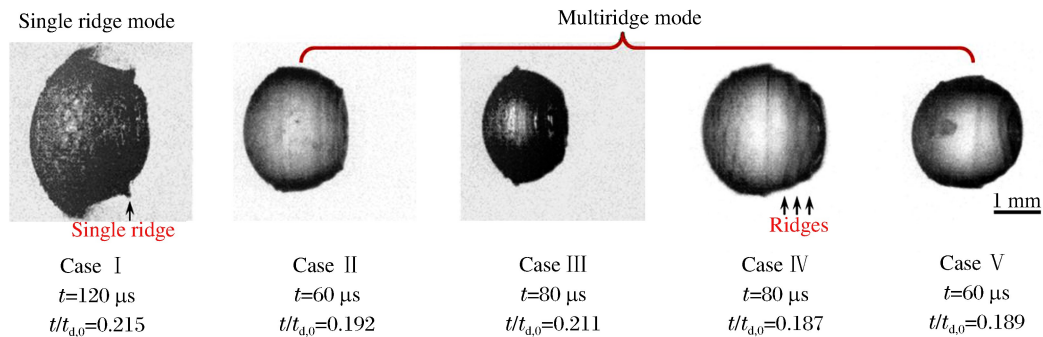 Single ridge mode
Multiridge mode
Single ridge
Ridges
1 mm
Case Ⅰ
t=120 μs
t/td,0=0.215
Case Ⅱ
t=60 μs
t/td,0=0.192
Case Ⅲ
t=80 μs
t/td,0=0.211
Case Ⅳ
t=80 μs
t/td,0=0.187
Case Ⅴ
t=60 μs
t/td,0=0.189